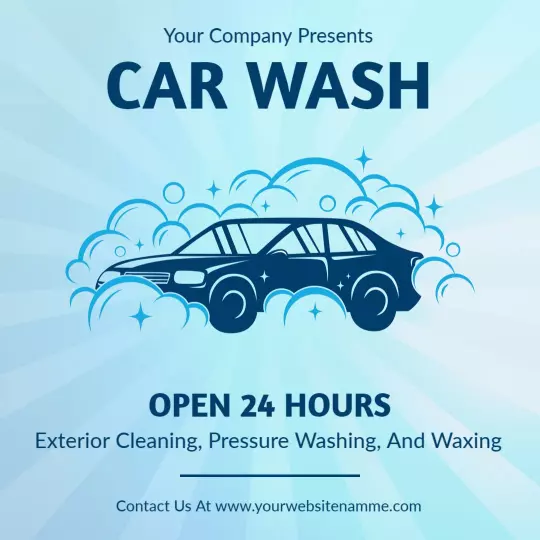 Your Company Presents
CAR WASH
OPEN 24 HOURS
Exterior Cleaning, Pressure Washing, And Waxing
Contact Us At www.yourwebsitenamme.com